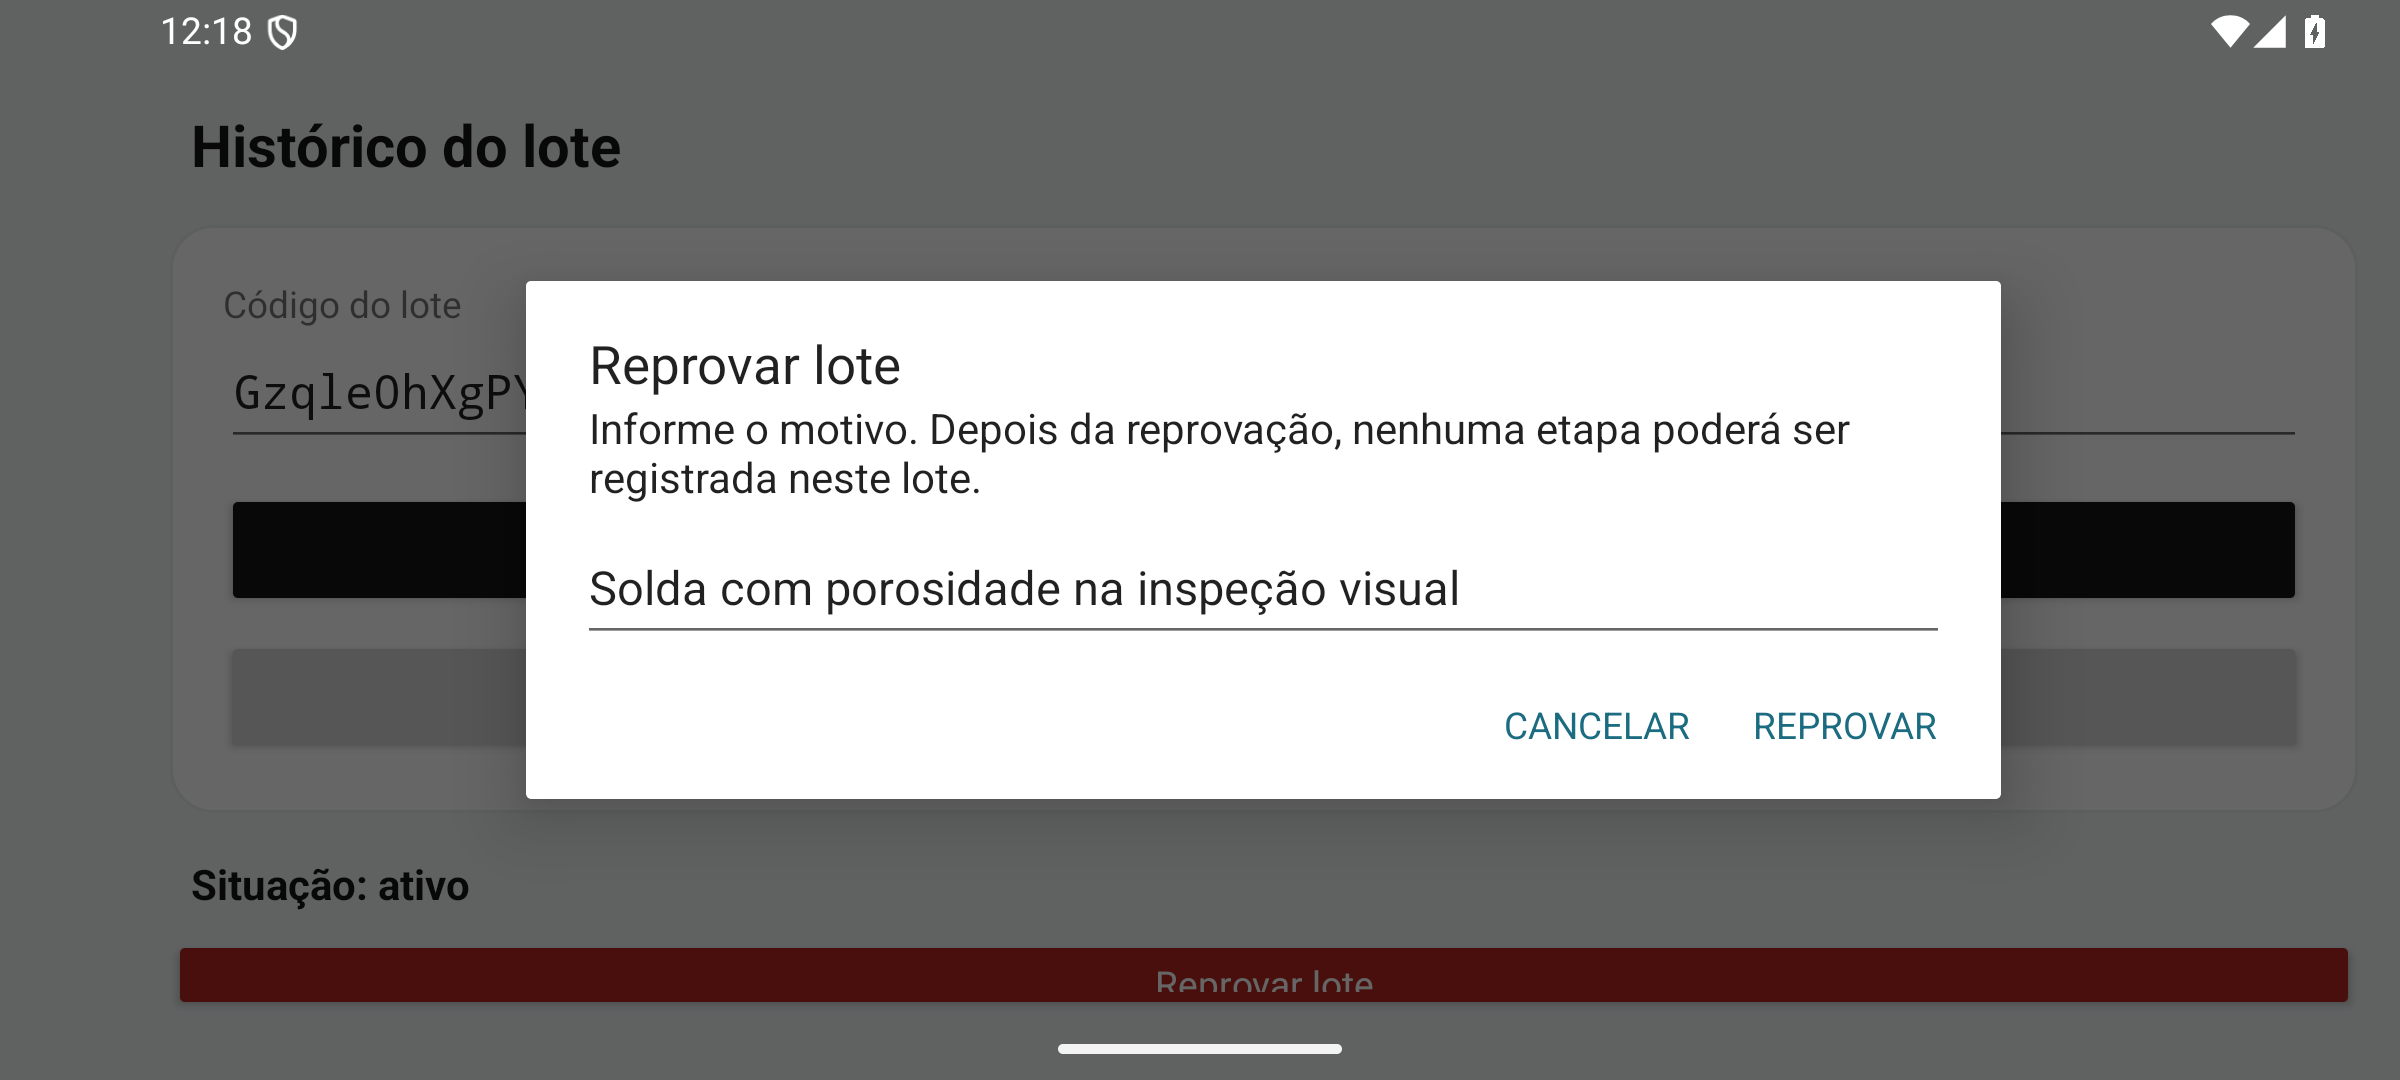 12:18
Histórico do lote
Código do lote
Reprovar lote
Informe o motivo. Depois da reprovação, nenhuma etapa poderá ser
registrada neste lote.
Solda com porosidade na inspeção visual
CANCELAR REPROVAR
Situação: ativo
Reprovar lote